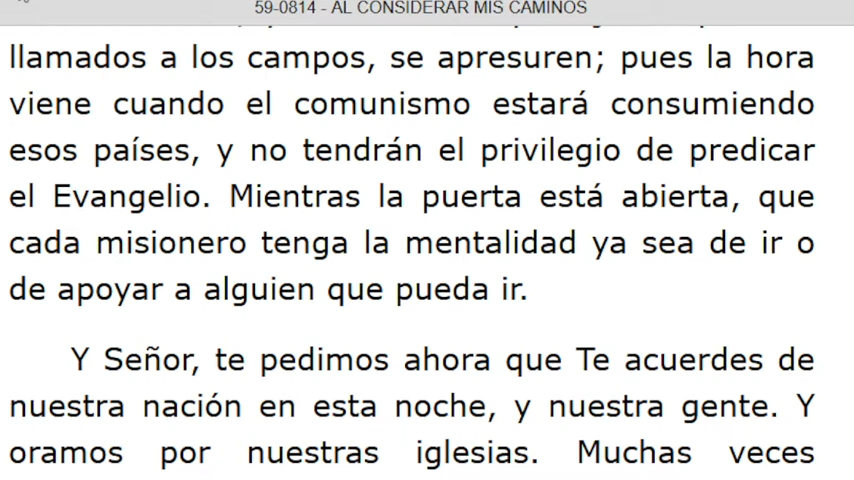 59-0814 - AL CONSIDERAR MIS CAMINOS
llamados a los campos, se apresuren; pues la hora
viene cuando el comunismo estará consumiendo
esos países, y no tendrán el privilegio de predicar
el Evangelio. Mientras la puerta está abierta, que
cada misionero tenga la mentalidad ya sea de ir o
de apoyar a alguien que pueda ir.
Y Señor, te pedimos ahora que Te acuerdes de
nuestra nación en esta noche, y nuestra gente. Y
oramos por nuestras iglesias. Muchas veces